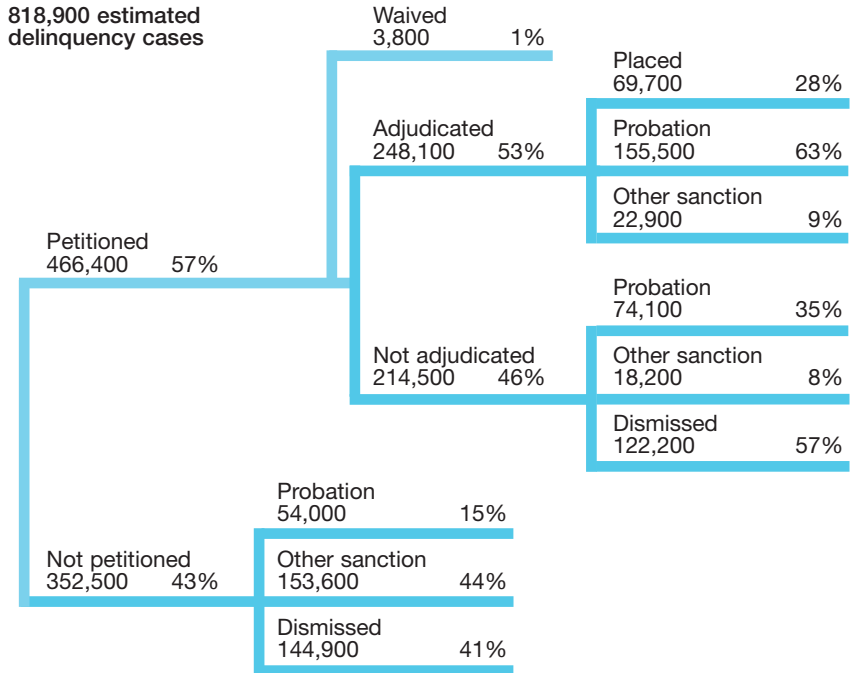 818,900 estimated
delinquency cases
Waived
3,800 1%
Placed
69,700 28%
Adjudicated
248,100 53%
Probation
155,500 63%
Other sanction
22,900 9%
Petitioned
466,400 57%
Probation
74,100 35%
Not adjudicated
214,500 46%
Other sanction
18,200 8%
Dismissed
122,200 57%
Probation
54,000 15%
Not petitioned
352,500 43%
Other sanction
153,600 44%
Dismissed
144,900 41%